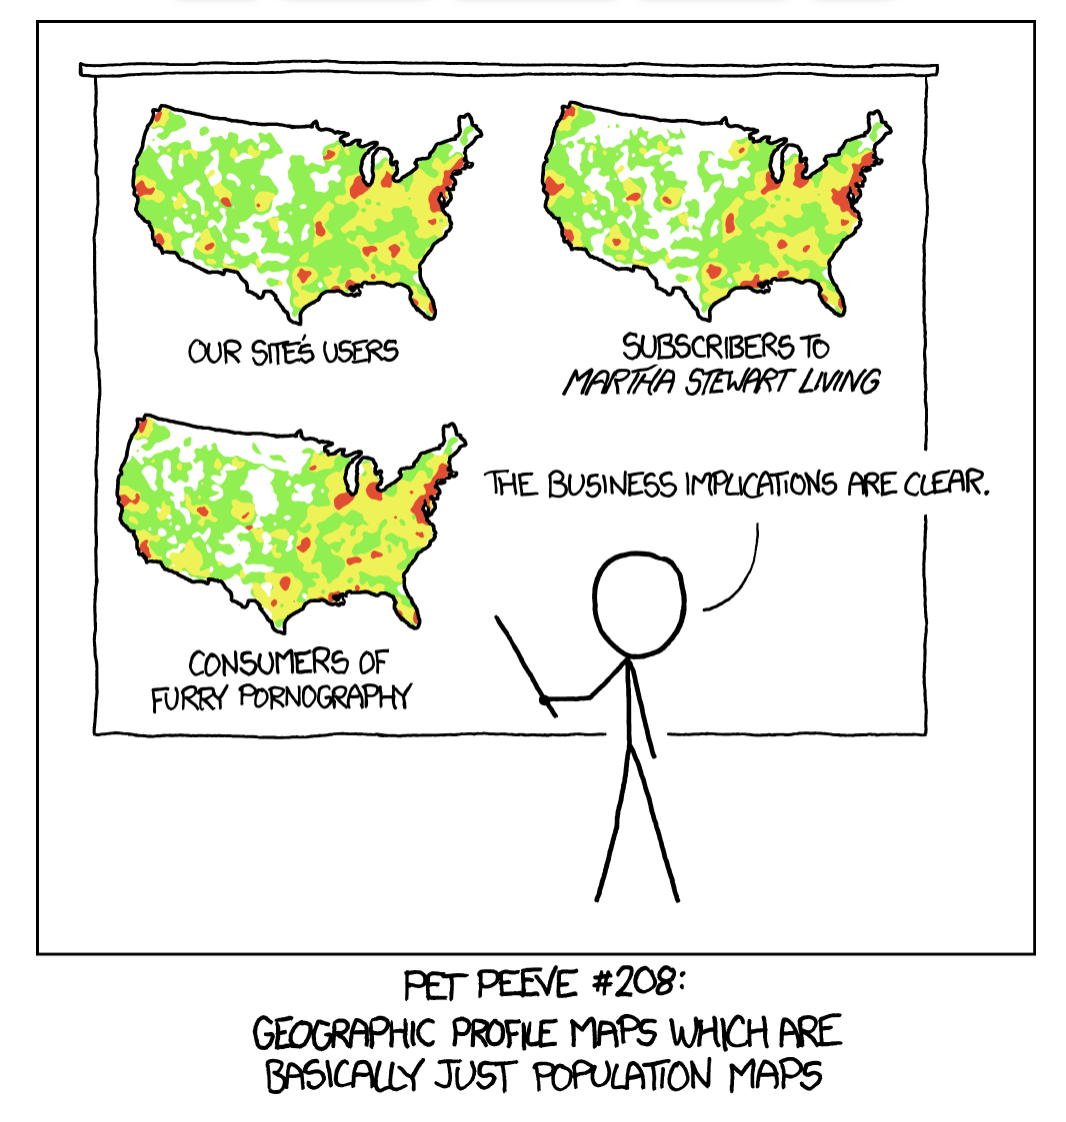 OUR SITE'S USERS
SUBSCRIBERS TO
MARTHA STEWART LIVING
CONSUMERS OF
FURRY PORNOGRAPHY
THE BUSINESS IMPLICATIONS ARE CLEAR.
PET PEEVE #208:
GEOGRAPHIC PROFILE MAPS WHICH ARE
BASICALLY JUST POPULATION MAPS